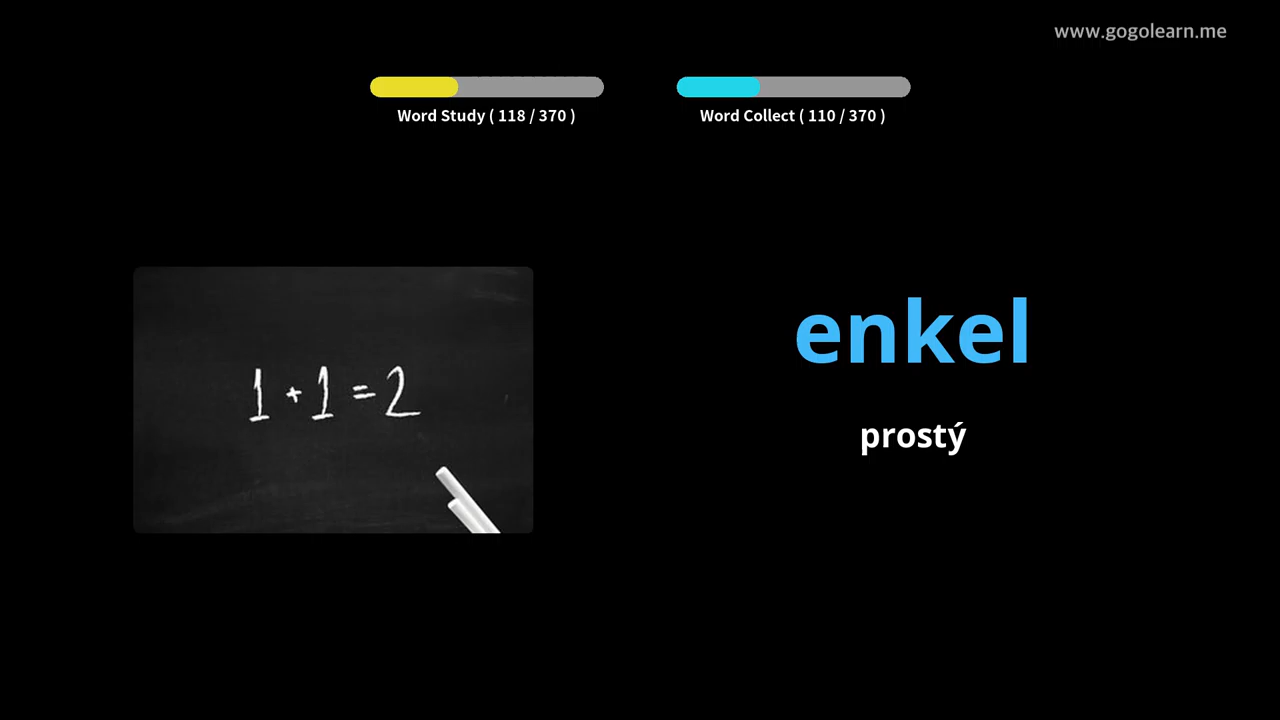 www.gogolearn.me
Word Study ( 118 / 370 )
Word Collect ( 110 / 370 )
1 + 1 = 2
enkel
prostý